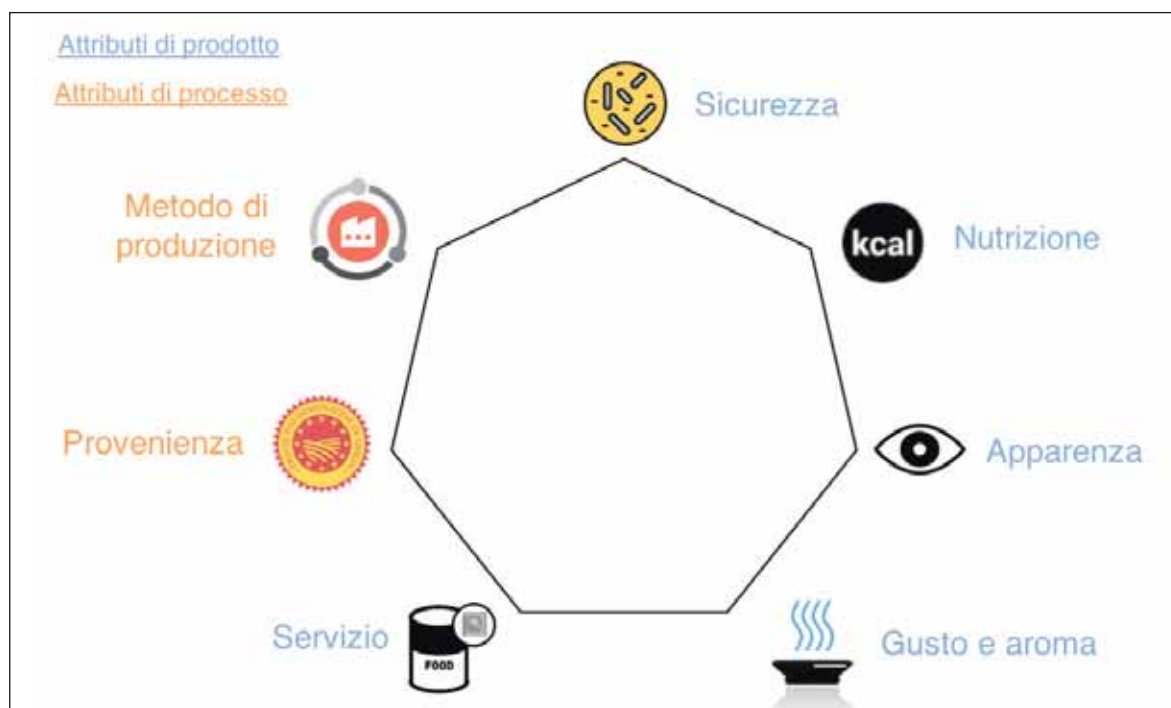 Attributi di prodotto
Attributi di processo
Sicurezza
Metodo di
produzione
kcal
Nutrizione
Provenienza
Apparenza
Servizio
FOOD
Gusto e aroma